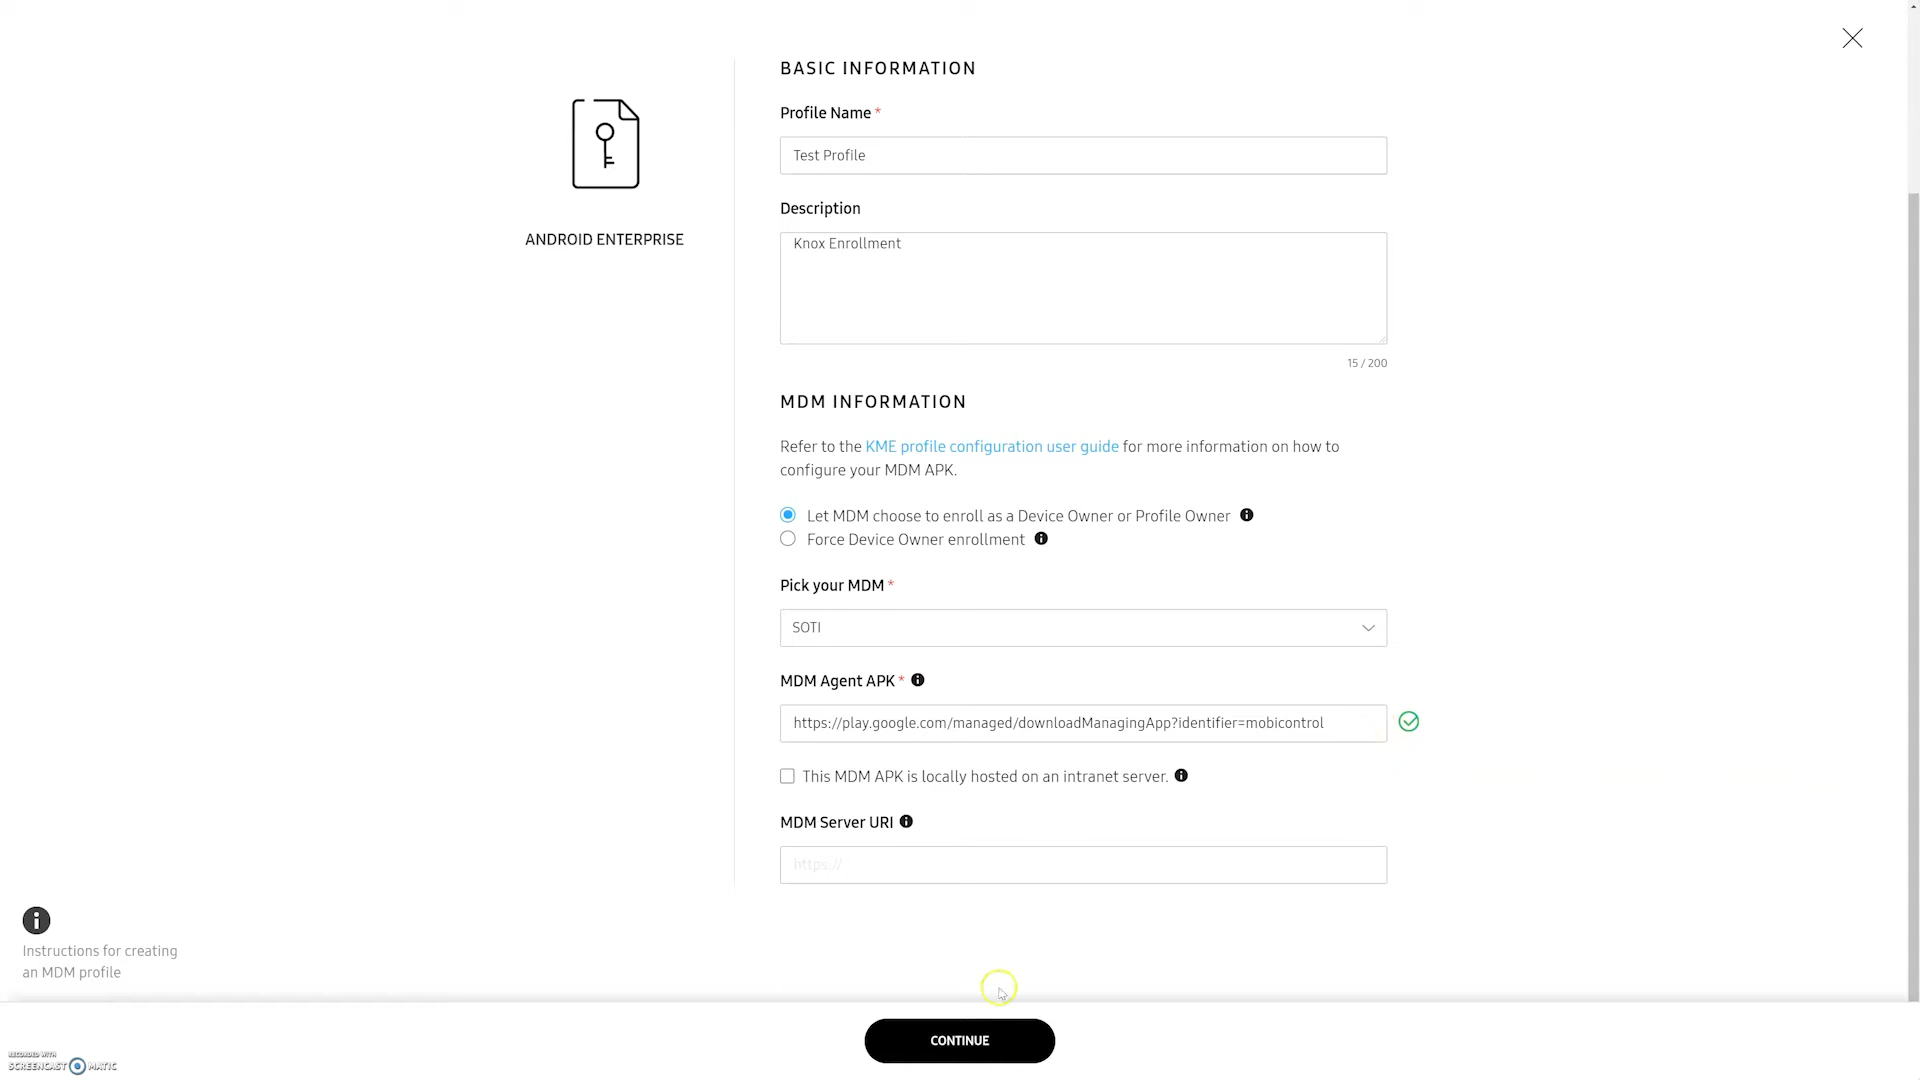 BASIC INFORMATION
Profile Name *
Test Profile
ANDROID ENTERPRISE
Description
Knox Enrollment
15 / 200
MDM INFORMATION
Refer to the KME profile configuration user guide for more information on how to
configure your MDM APK.
Let MDM choose to enroll as a Device Owner or Profile Owner
Force Device Owner enrollment
Pick your MDM *
SOTI
MDM Agent APK *
https://play.google.com/managed/downloadManagingApp?identifier=mobicontrol
This MDM APK is locally hosted on an intranet server.
MDM Server URI
https://
Instructions for creating
an MDM profile
CONTINUE
RECORDED WITH
SCREENCAST MATIC